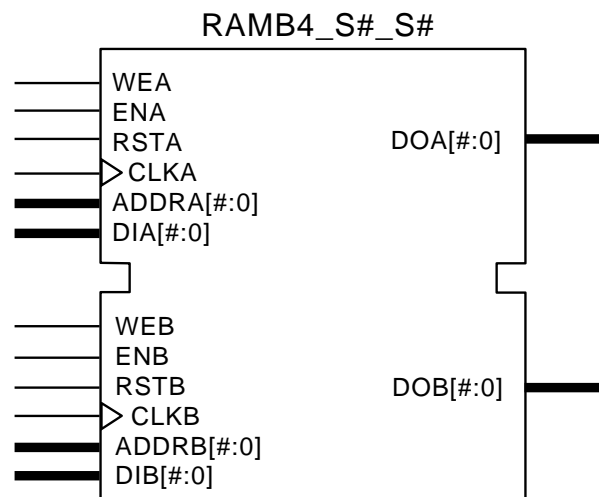 RAMB4_S#_S#
WEA
ENA
RSTA
CLKA
ADDRA[#:0]
DIA[#:0]
DOA[#:0]
WEB
ENB
RSTB
CLKB
ADDRB[#:0]
DIB[#:0]
DOB[#:0]